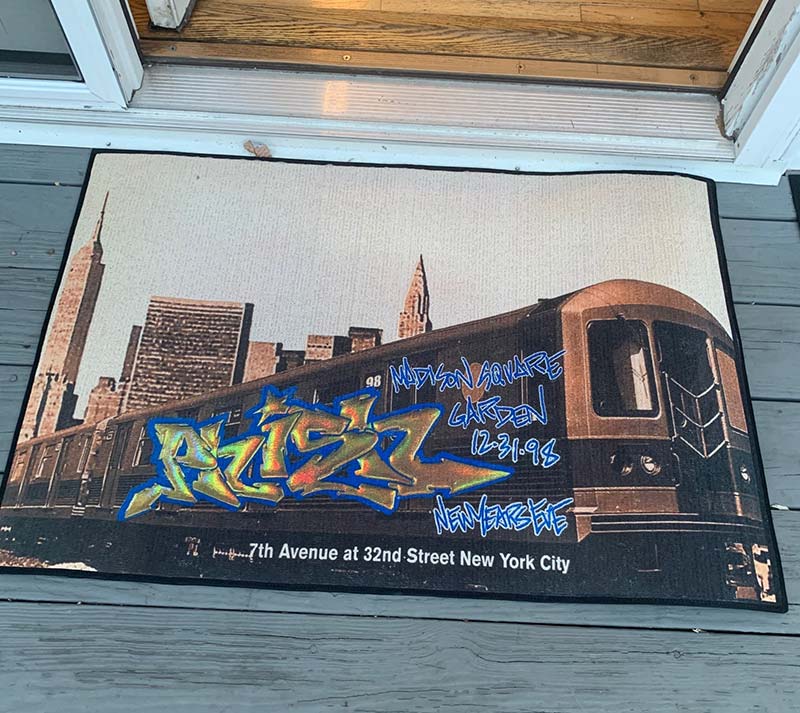 98
MADISON SQUARE
GARDEN
12.31.98
PHISH
NEW YEARS EVE
7th Avenue at 32nd Street New York City